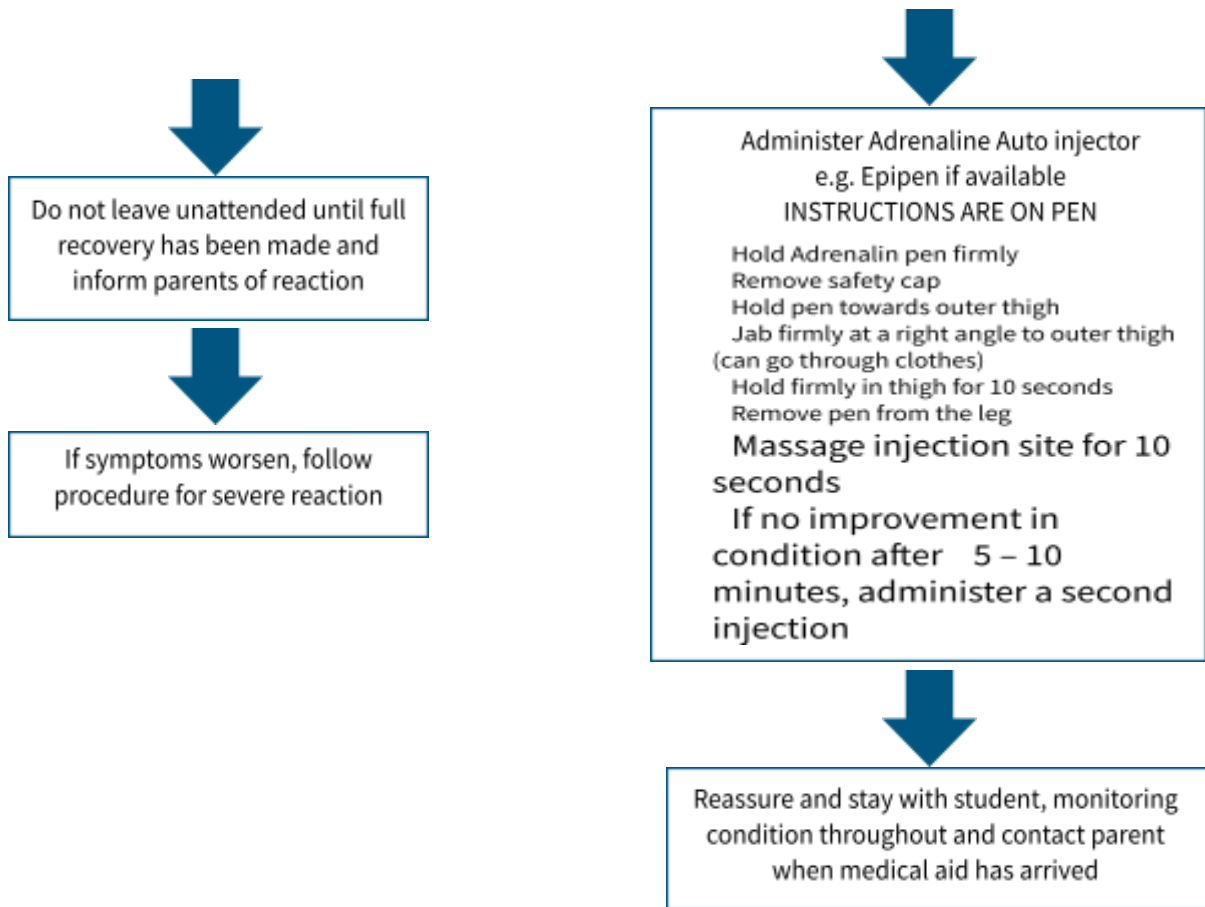 Do not leave unattended until full
recovery has been made and
inform parents of reaction
If symptoms worsen, follow
procedure for severe reaction
Administer Adrenaline Auto injector
e.g. Epipen if available
INSTRUCTIONS ARE ON PEN
Hold Adrenalin pen firmly
Remove safety cap
Hold pen towards outer thigh
Jab firmly at a right angle to outer thigh
(can go through clothes)
Hold firmly in thigh for 10 seconds
Remove pen from the leg
Massage injection site for 10
seconds
If no improvement in
condition after 5 – 10
minutes, administer a second
injection
Reassure and stay with student, monitoring
condition throughout and contact parent
when medical aid has arrived